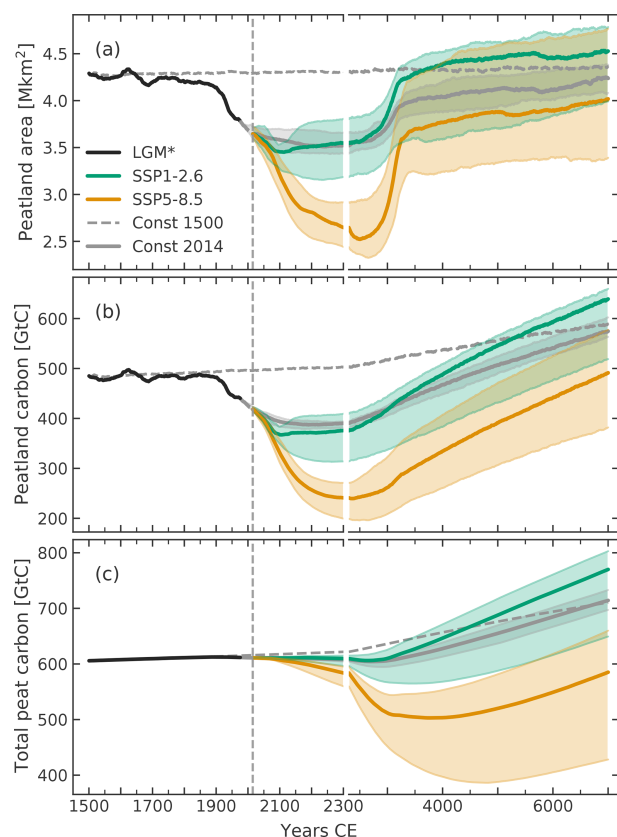 (a)
Peatland area [Mkm²]
4.5
4.0
3.5
3.0
2.5
LGM*
SSP1-2.6
SSP5-8.5
Const 1500
Const 2014
(b)
Peatland carbon [GtC]
600
500
400
300
200
(c)
Total peat carbon [GtC]
800
700
600
500
400
1500 1700 1900 2100 2300 4000 6000
Years CE